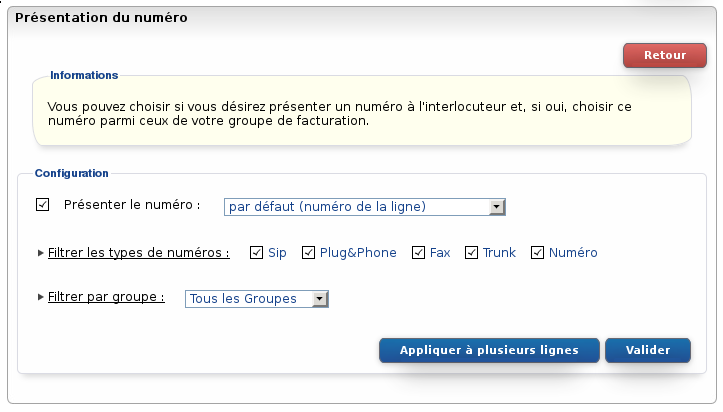 Présentation du numéro
Retour
Informations
Vous pouvez choisir si vous désirez présenter un numéro à l'interlocuteur et, si oui, choisir ce
numéro parmi ceux de votre groupe de facturation.
Configuration
Présenter le numéro : par défaut (numéro de la ligne)
Filtrer les types de numéros : Sip Plug&Phone Fax Trunk Numéro
Filtrer par groupe : Tous les Groupes
Appliquer à plusieurs lignes Valider